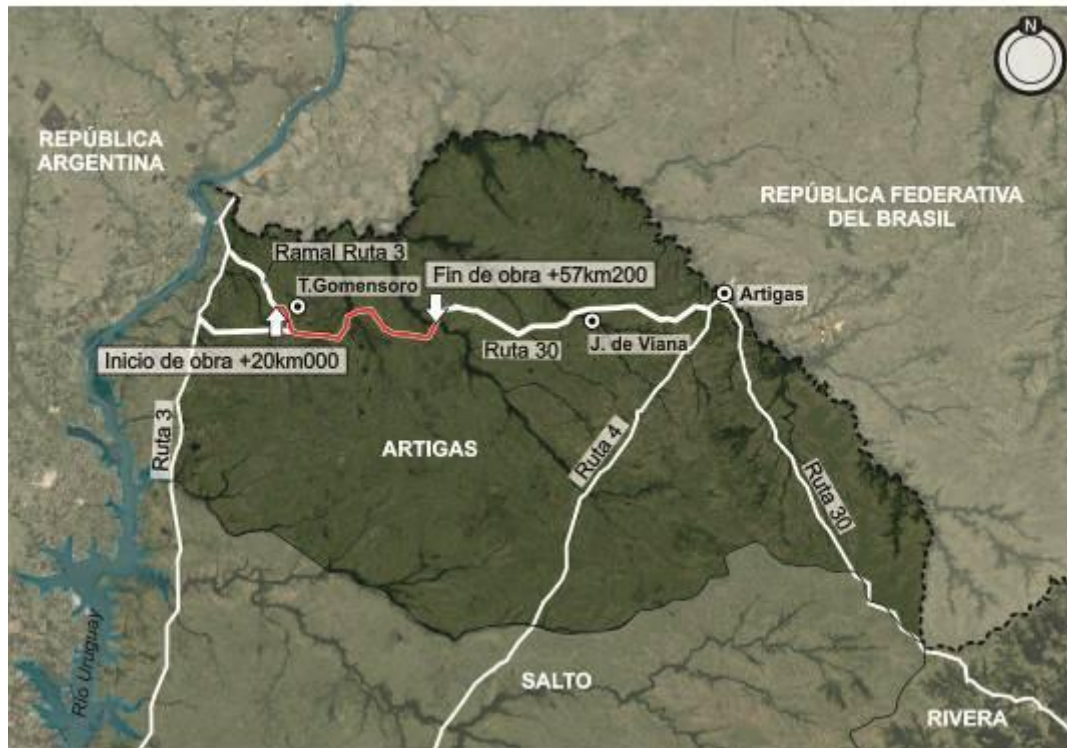 N
REPÚBLICA
ARGENTINA
REPÚBLICA FEDERATIVA
DEL BRASIL
Ramal Ruta 3
Fin de obra +57km200
T.Gomensoro
Artigas
Inicio de obra +20km000
Ruta 30
J. de Viana
Ruta 3
ARTIGAS
Ruta 4
Ruta 30
Río Uruguay
SALTO
RIVERA